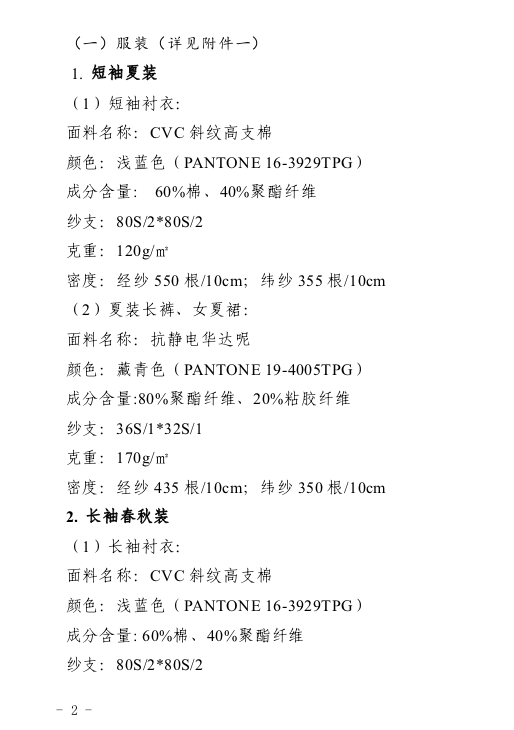 （一）服装（详见附件一）
1. 短袖夏装
（1）短袖衬衣：
面料名称：CVC 斜纹高支棉
颜色：浅蓝色（PANTONE 16-3929TPG）
成分含量： 60%棉、40%聚酯纤维
纱支：80S/2*80S/2
克重：120g/㎡
密度：经纱 550 根/10cm；纬纱 355 根/10cm
（2）夏装长裤、女夏裙：
面料名称：抗静电华达呢
颜色：藏青色（PANTONE 19-4005TPG）
成分含量:80%聚酯纤维、20%粘胶纤维
纱支：36S/1*32S/1
克重：170g/㎡
密度：经纱 435 根/10cm；纬纱 350 根/10cm
2. 长袖春秋装
（1）长袖衬衣：
面料名称：CVC 斜纹高支棉
颜色：浅蓝色（PANTONE 16-3929TPG）
成分含量: 60%棉、40%聚酯纤维
纱支：80S/2*80S/2
- 2 -